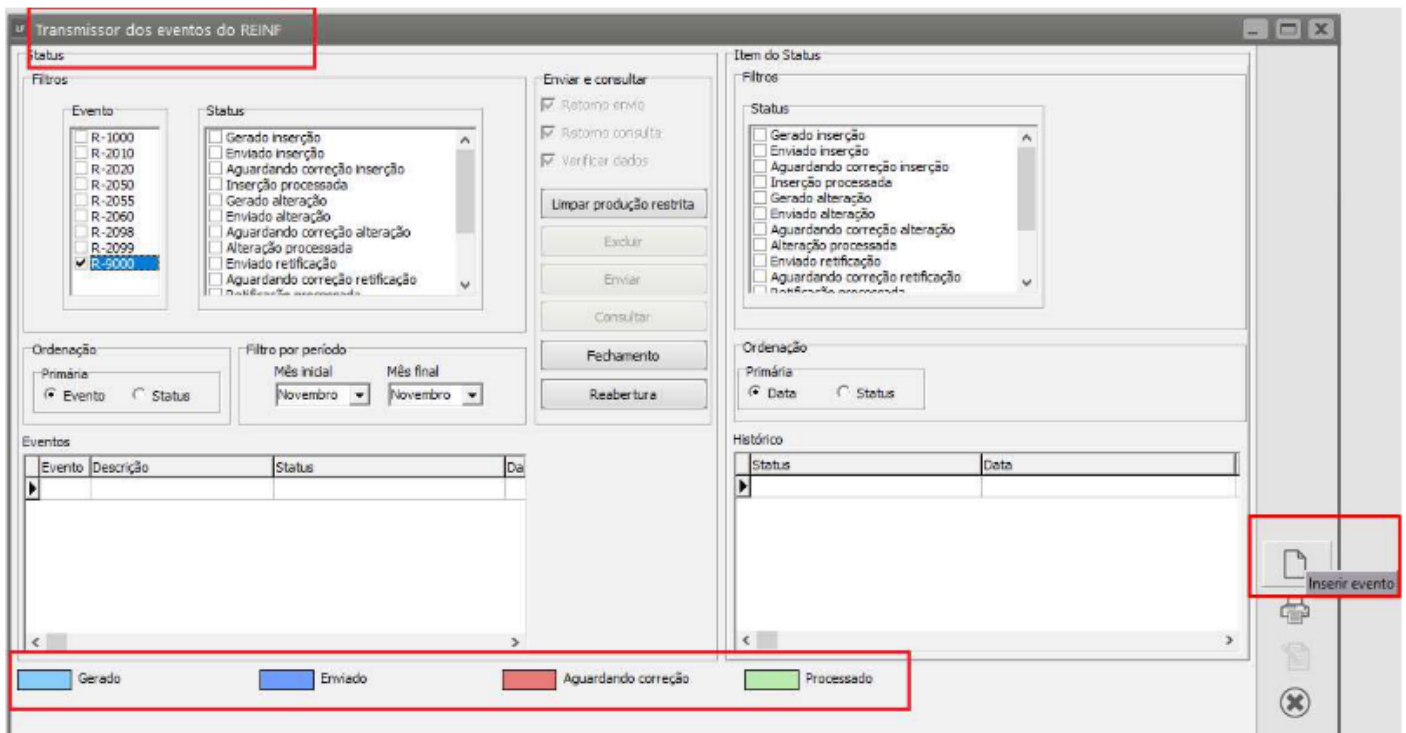 LF Transmissor dos eventos do REINF
Status
Filtros
Evento
R-1000
R-2010
R-2020
R-2050
R-2055
R-2060
R-2098
R-2099
R-9000
Status
Gerado inserção
Enviado inserção
Aguardando correção inserção
Inserção processada
Gerado alteração
Enviado alteração
Aguardando correção alteração
Alteração processada
Enviado retificação
Aguardando correção retificação
Retificação processada
Enviar e consultar
Retorno envio
Retorno consulta
Verificar dados
Limpar produção restrita
Excluir
Enviar
Consultar
Fechamento
Reabertura
Ordenação
Primária
Evento Status
Filtro por período
Mês inicial Mês final
Novembro Novembro
Eventos
Evento Descrição Status Da
Item do Status
Filtros
Status
Gerado inserção
Enviado inserção
Aguardando correção inserção
Inserção processada
Gerado alteração
Enviado alteração
Aguardando correção alteração
Alteração processada
Enviado retificação
Aguardando correção retificação
Retificação processada
Ordenação
Primária
Data Status
Histórico
Status Data
Inserir evento
Gerado Enviado Aguardando correção Processado